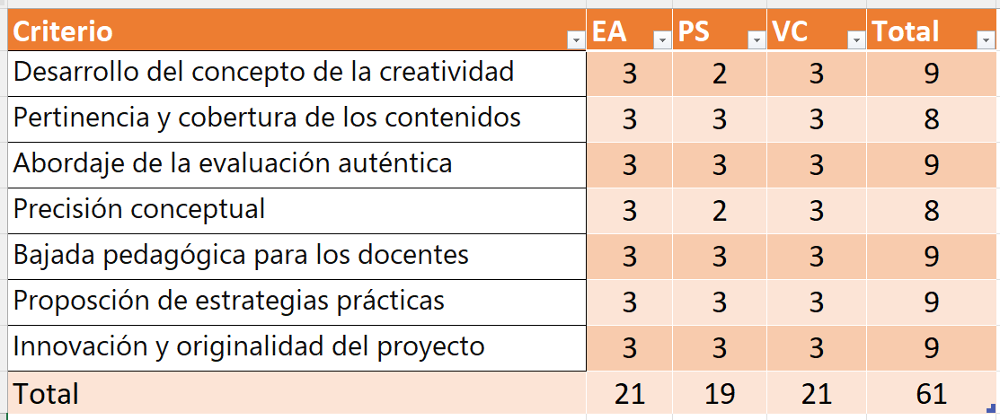 Criterio EA PS VC Total
Desarrollo del concepto de la creatividad 3 2 3 9
Pertinencia y cobertura de los contenidos 3 3 3 8
Abordaje de la evaluación auténtica 3 3 3 9
Precisión conceptual 3 2 3 8
Bajada pedagógica para los docentes 3 3 3 9
Proposción de estrategias prácticas 3 3 3 9
Innovación y originalidad del proyecto 3 3 3 9
Total 21 19 21 61